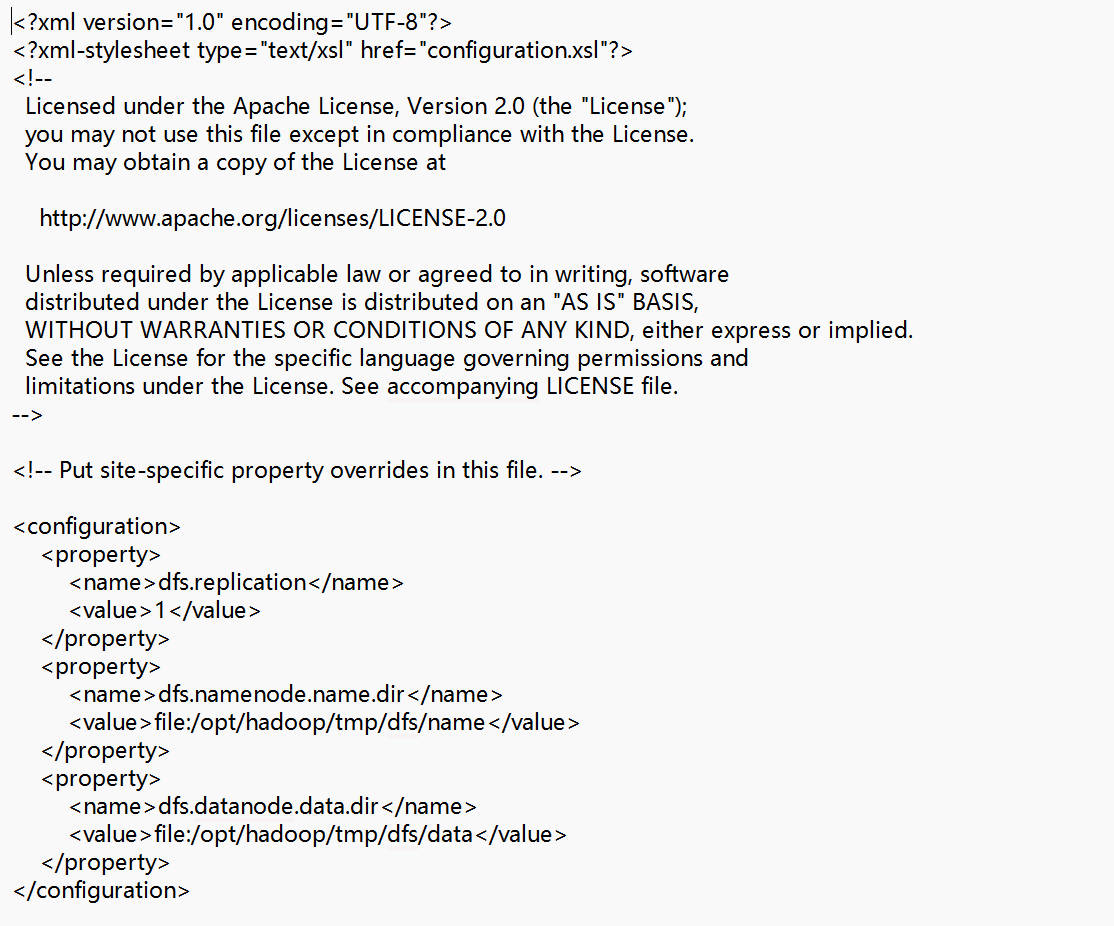 <?xml version="1.0" encoding="UTF-8"?>
<?xml-stylesheet type="text/xsl" href="configuration.xsl"?>
<!--
  Licensed under the Apache License, Version 2.0 (the "License");
  you may not use this file except in compliance with the License.
  You may obtain a copy of the License at

    http://www.apache.org/licenses/LICENSE-2.0

  Unless required by applicable law or agreed to in writing, software
  distributed under the License is distributed on an "AS IS" BASIS,
  WITHOUT WARRANTIES OR CONDITIONS OF ANY KIND, either express or implied.
  See the License for the specific language governing permissions and
  limitations under the License. See accompanying LICENSE file.
-->

<!-- Put site-specific property overrides in this file. -->

<configuration>
    <property>
        <name>dfs.replication</name>
        <value>1</value>
    </property>
    <property>
        <name>dfs.namenode.name.dir</name>
        <value>file:/opt/hadoop/tmp/dfs/name</value>
    </property>
    <property>
        <name>dfs.datanode.data.dir</name>
        <value>file:/opt/hadoop/tmp/dfs/data</value>
    </property>
</configuration>